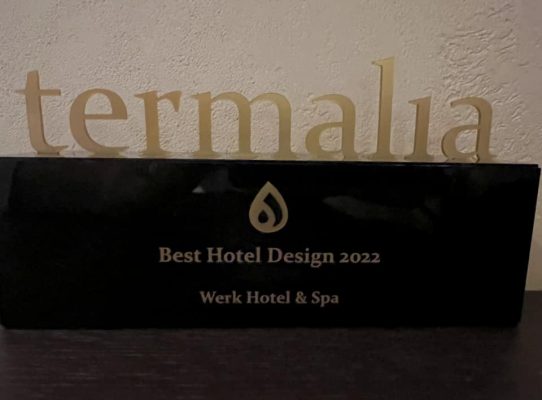 termalia
Best Hotel Design 2022
Werk Hotel & Spa